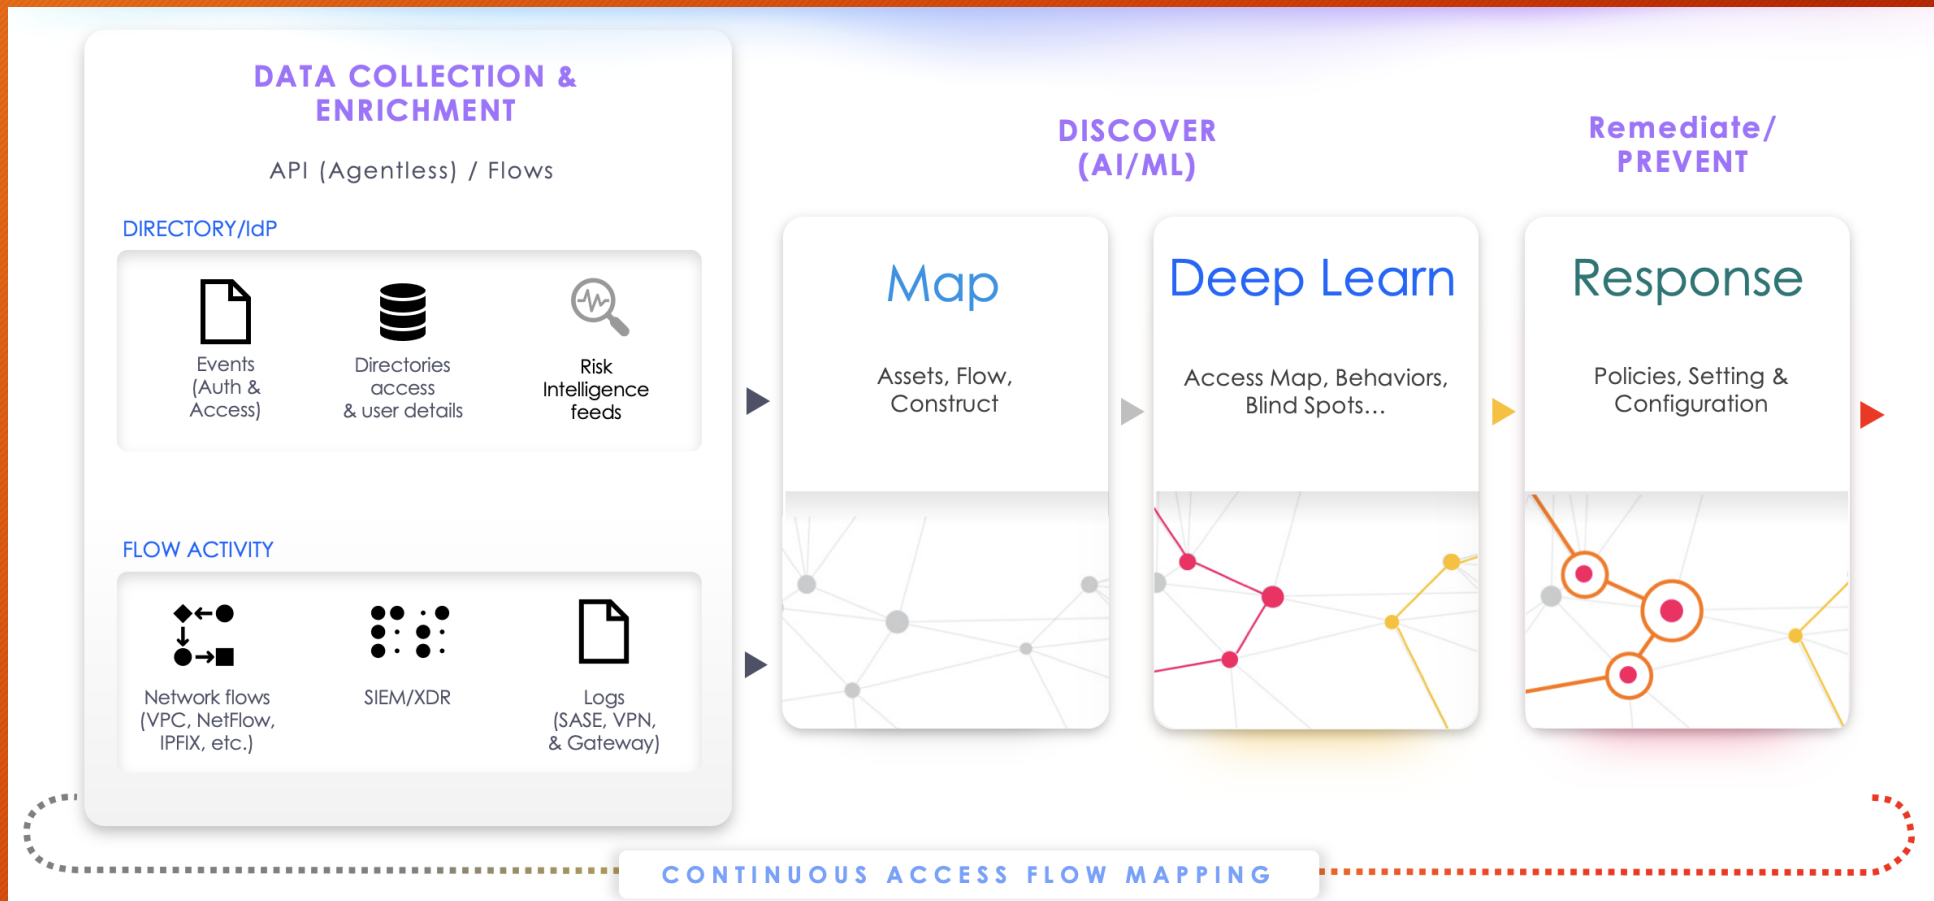 DATA COLLECTION &
ENRICHMENT
API (Agentless) / Flows
DIRECTORY/IdP
Events
(Auth &
Access)
Directories
access
& user details
Risk
Intelligence
feeds
FLOW ACTIVITY
Network flows
(VPC, NetFlow,
IPFIX, etc.)
SIEM/XDR
Logs
(SASE, VPN,
& Gateway)
DISCOVER
(AI/ML)
Map
Assets, Flow,
Construct
Deep Learn
Access Map, Behaviors,
Blind Spots...
Remediate/
PREVENT
Response
Policies, Setting &
Configuration
CONTINUOUS ACCESS FLOW MAPPING